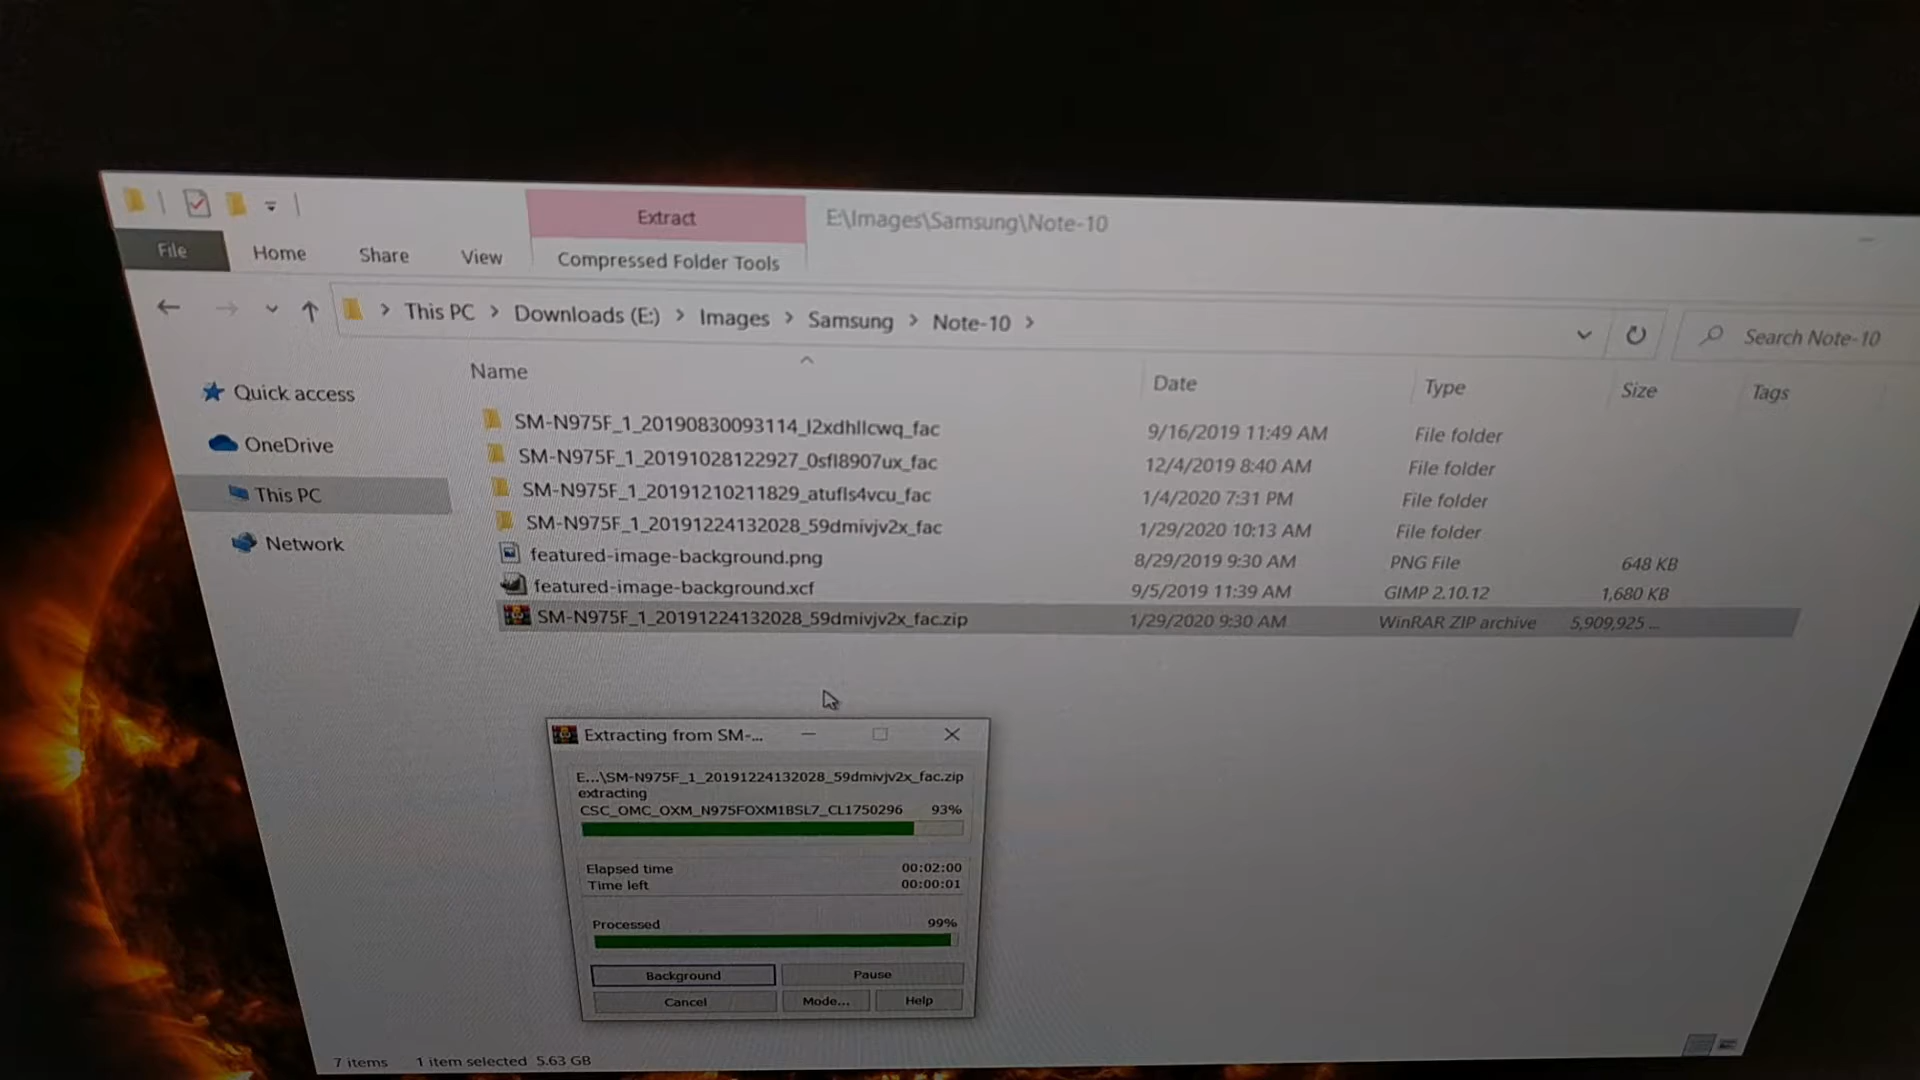 Extract
E:\Images\Samsung\Note-10
File
Home
Share
View
Compressed Folder Tools
This PC
Downloads (E:)
Images
Samsung
Note-10
Search Note-10
Name
Date
Type
Size
Tags
Quick access
OneDrive
This PC
Network
SM-N975F_1_20190830093114_l2xdhllcwq_fac 9/16/2019 11:49 AM File folder
SM-N975F_1_20191028122927_0sfl8907ux_fac 12/4/2019 8:40 AM File folder
SM-N975F_1_20191210211829_atufls4vcu_fac 1/4/2020 7:31 PM File folder
SM-N975F_1_20191224132028_59dmivjv2x_fac 1/29/2020 10:13 AM File folder
featured-image-background.png 8/29/2019 9:30 AM PNG File 648 KB
featured-image-background.xcf 9/5/2019 11:39 AM GIMP 2.10.12 1,680 KB
SM-N975F_1_20191224132028_59dmivjv2x_fac.zip 1/29/2020 9:30 AM WinRAR ZIP archive 5,909,925 ...
Extracting from SM-...
E...\SM-N975F_1_20191224132028_59dmivjv2x_fac.zip
extracting
CSC_OMC_OXM_N975FOXM1BSL7_CL1750296 93%
Elapsed time 00:02:00
Time left 00:00:01
Processed 99%
Background
Pause
Cancel
Mode...
Help
7 items 1 item selected 5.63 GB